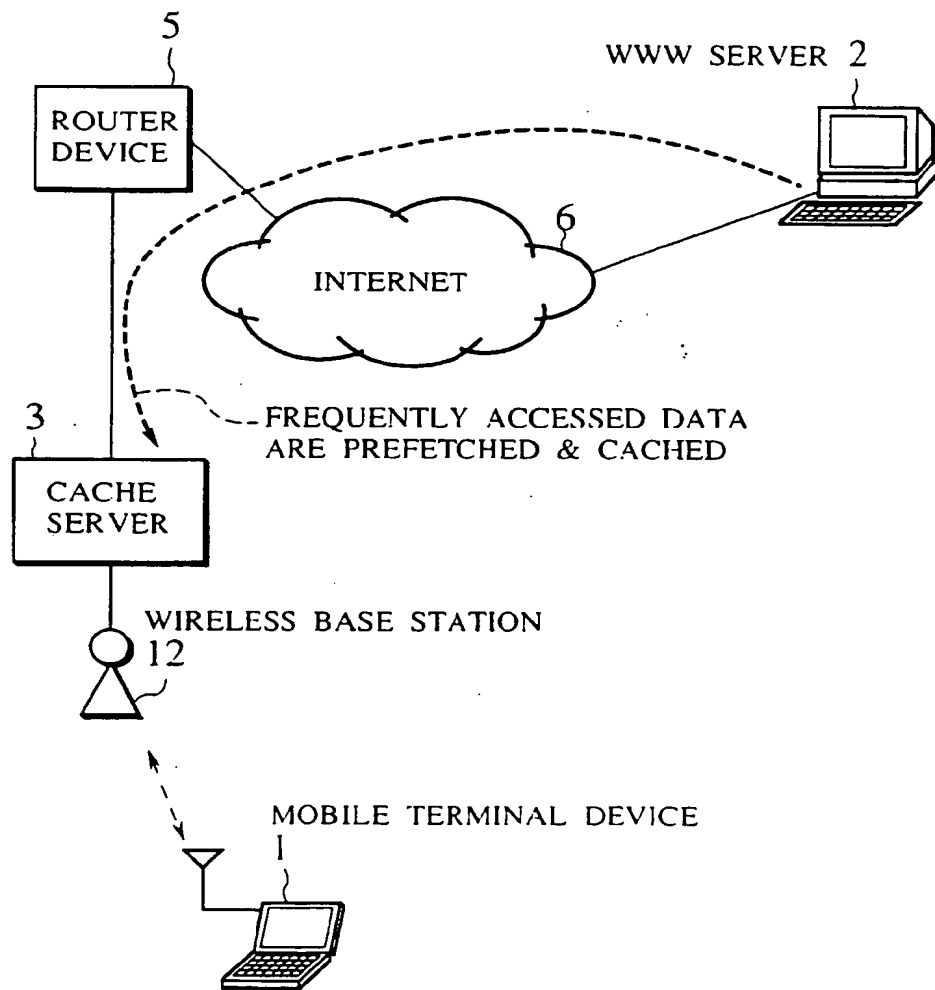 5
WWW SERVER 2
ROUTER
DEVICE
6
INTERNET
FREQUENTLY ACCESSED DATA
ARE PREFETCHED & CACHED
3
CACHE
SERVER
WIRELESS BASE STATION
12
MOBILE TERMINAL DEVICE
1